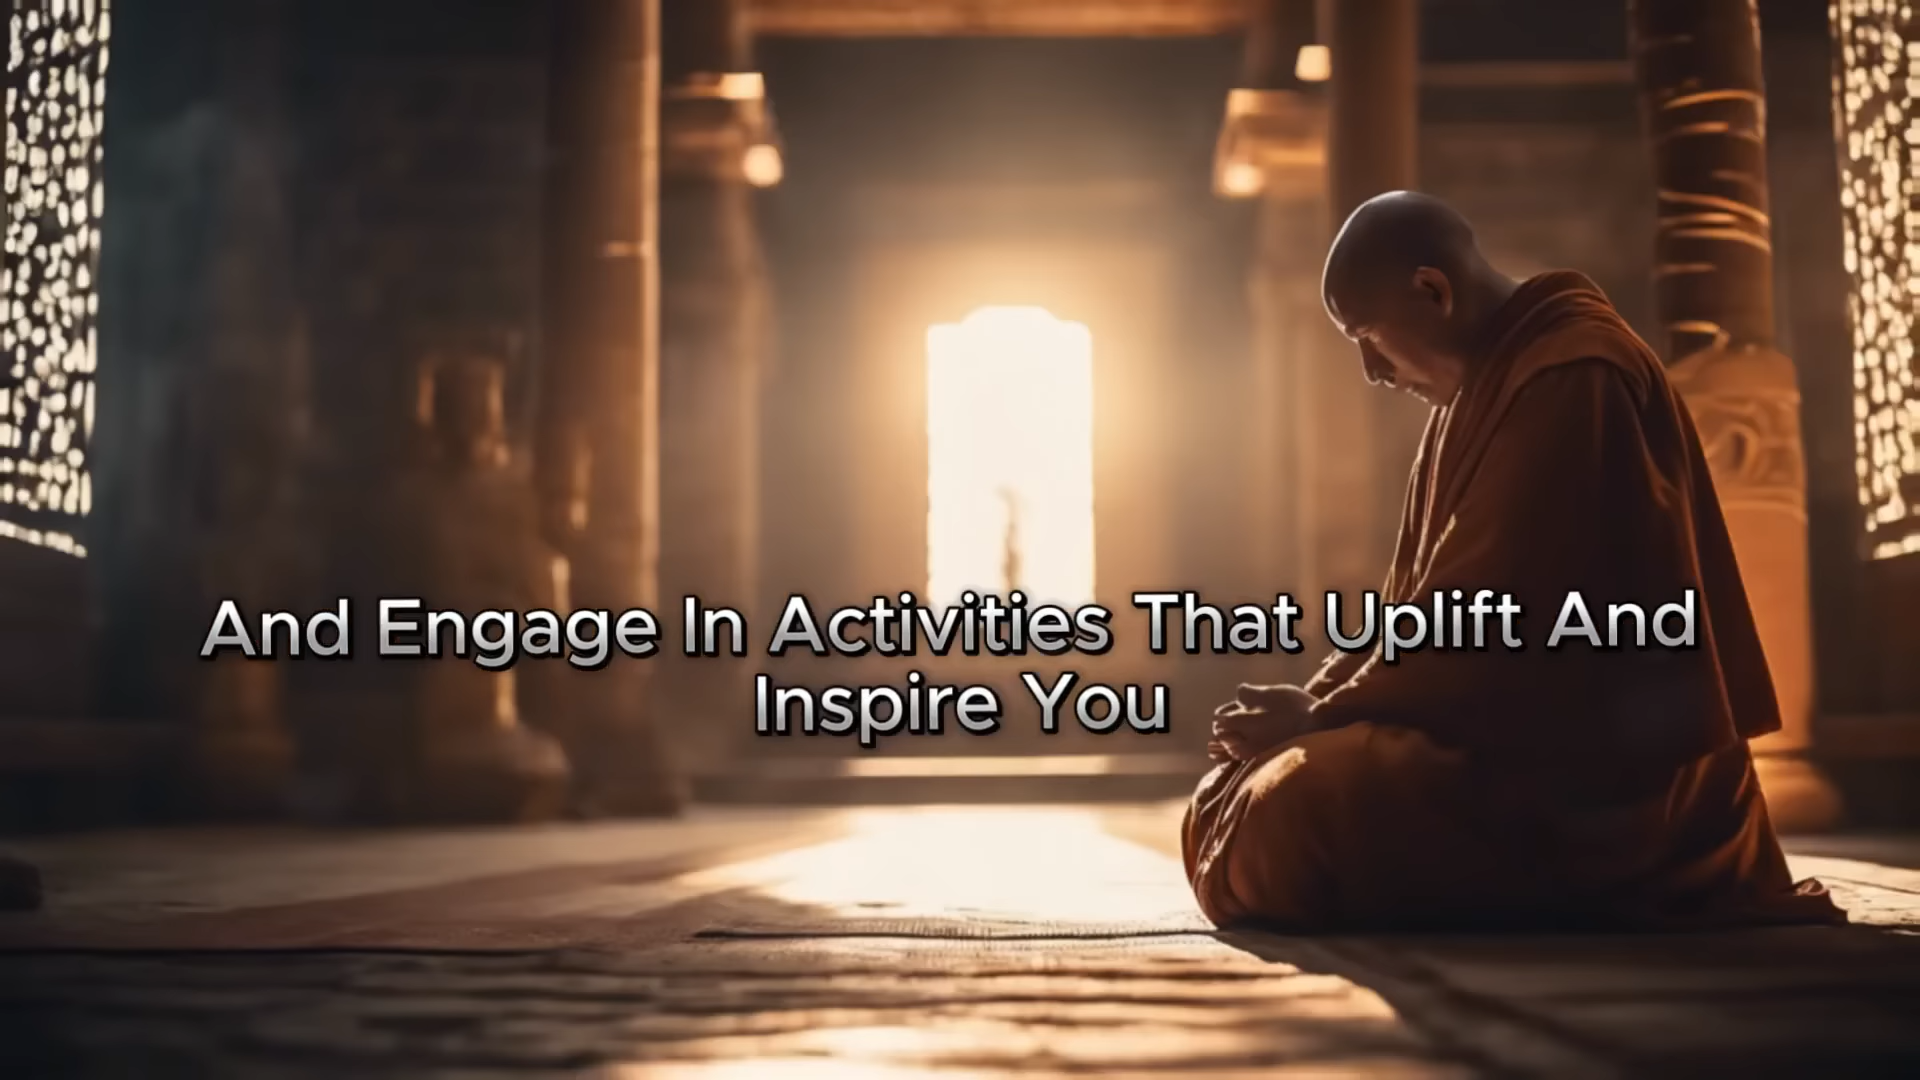 And Engage In Activities That Uplift And
Inspire You